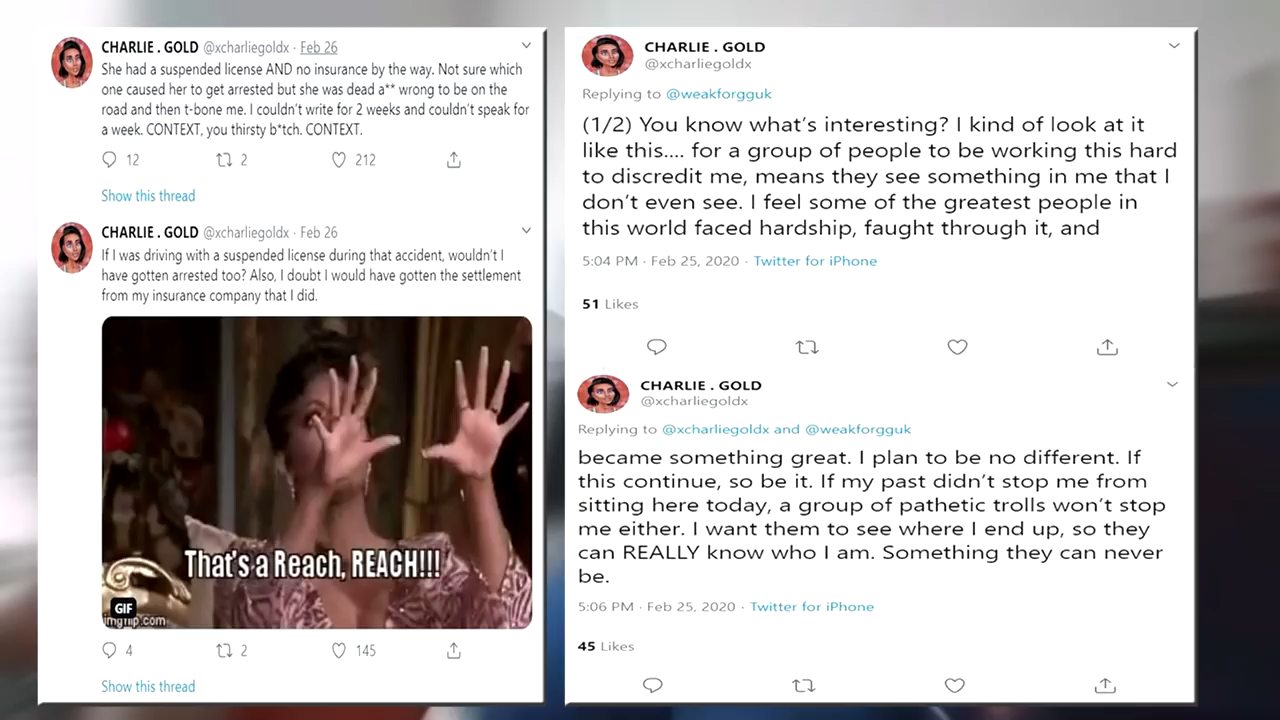 CHARLIE . GOLD @xcharliegoldx · Feb 26
She had a suspended license AND no insurance by the way. Not sure which
one caused her to get arrested but she was dead a** wrong to be on the
road and then t-bone me. I couldn't write for 2 weeks and couldn't speak for
a week. CONTEXT, you thirsty b*tch. CONTEXT.
12 2 212
Show this thread
CHARLIE . GOLD @xcharliegoldx · Feb 26
If I was driving with a suspended license during that accident, wouldn't I
have gotten arrested too? Also, I doubt I would have gotten the settlement
from my insurance company that I did.
That's a Reach, REACH!!!
GIF
imgflip.com
4 2 145
Show this thread
CHARLIE . GOLD
@xcharliegoldx
Replying to @weakforgguk
(1/2) You know what's interesting? I kind of look at it
like this.... for a group of people to be working this hard
to discredit me, means they see something in me that I
don't even see. I feel some of the greatest people in
this world faced hardship, faught through it, and
5:04 PM · Feb 25, 2020 · Twitter for iPhone
51 Likes
CHARLIE . GOLD
@xcharliegoldx
Replying to @xcharliegoldx and @weakforgguk
became something great. I plan to be no different. If
this continue, so be it. If my past didn't stop me from
sitting here today, a group of pathetic trolls won't stop
me either. I want them to see where I end up, so they
can REALLY know who I am. Something they can never
be.
5:06 PM · Feb 25, 2020 · Twitter for iPhone
45 Likes